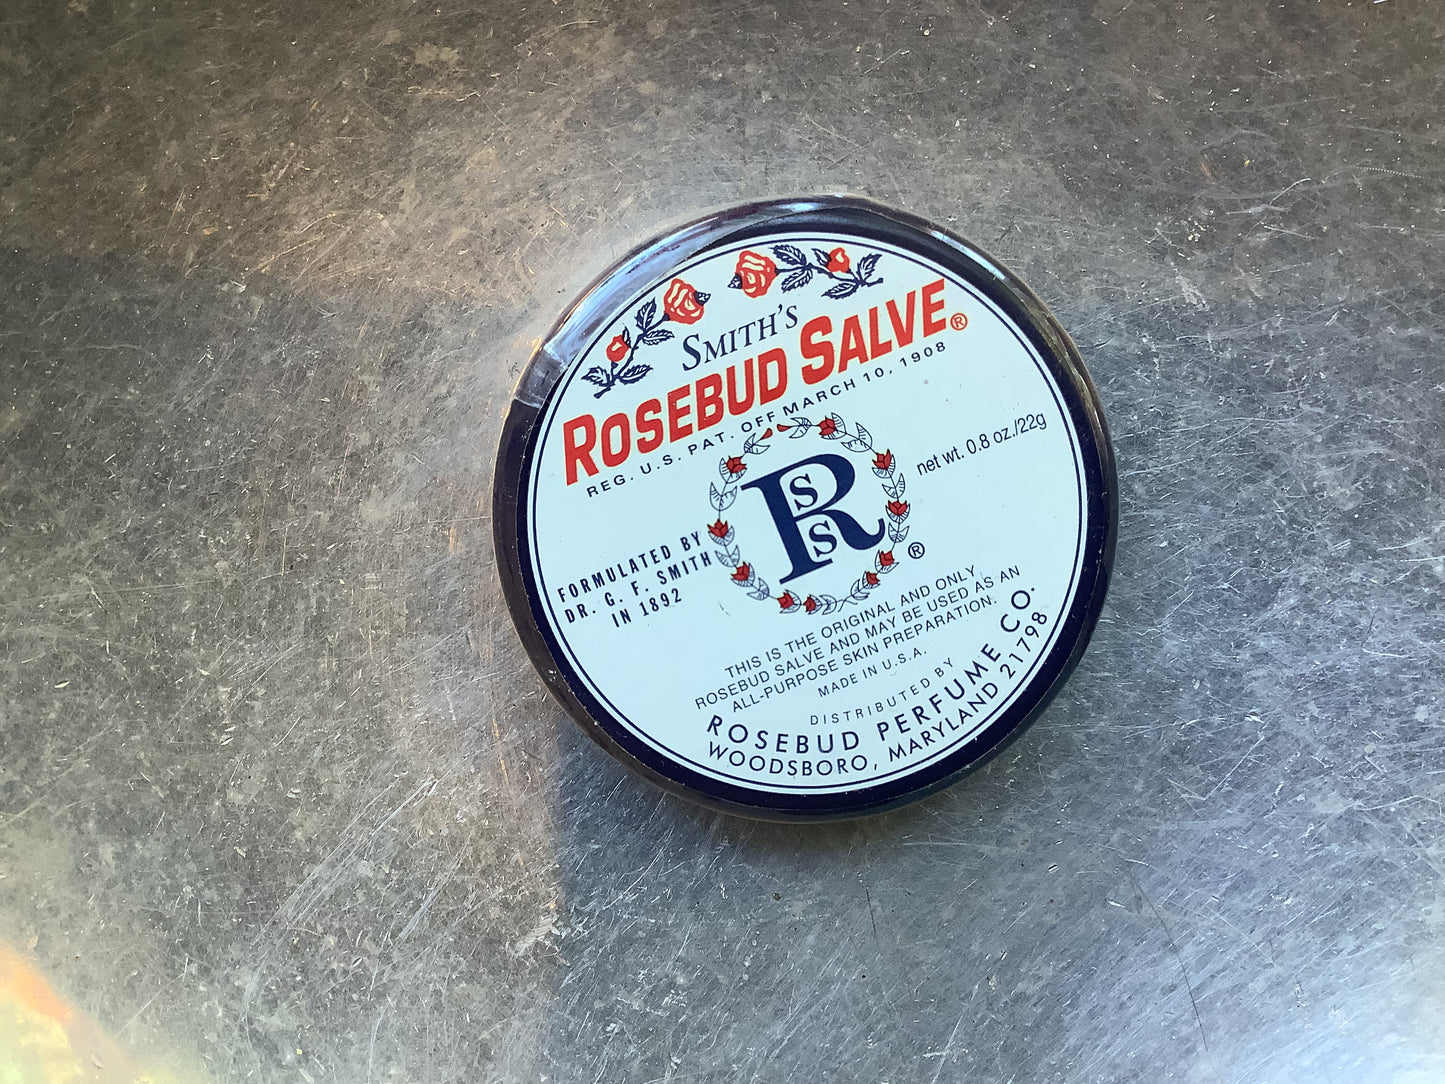 SMITH'S
ROSEBUD SALVE®
REG. U.S. PAT. OFF MARCH 10, 1908
net wt. 0.8 oz./22g
RSS
®
FORMULATED BY
DR. G. F. SMITH
IN 1892
THIS IS THE ORIGINAL AND ONLY
ROSEBUD SALVE AND MAY BE USED AS AN
ALL-PURPOSE SKIN PREPARATION.
MADE IN U.S.A.
DISTRIBUTED BY
ROSEBUD PERFUME CO.
WOODSBORO, MARYLAND 21798